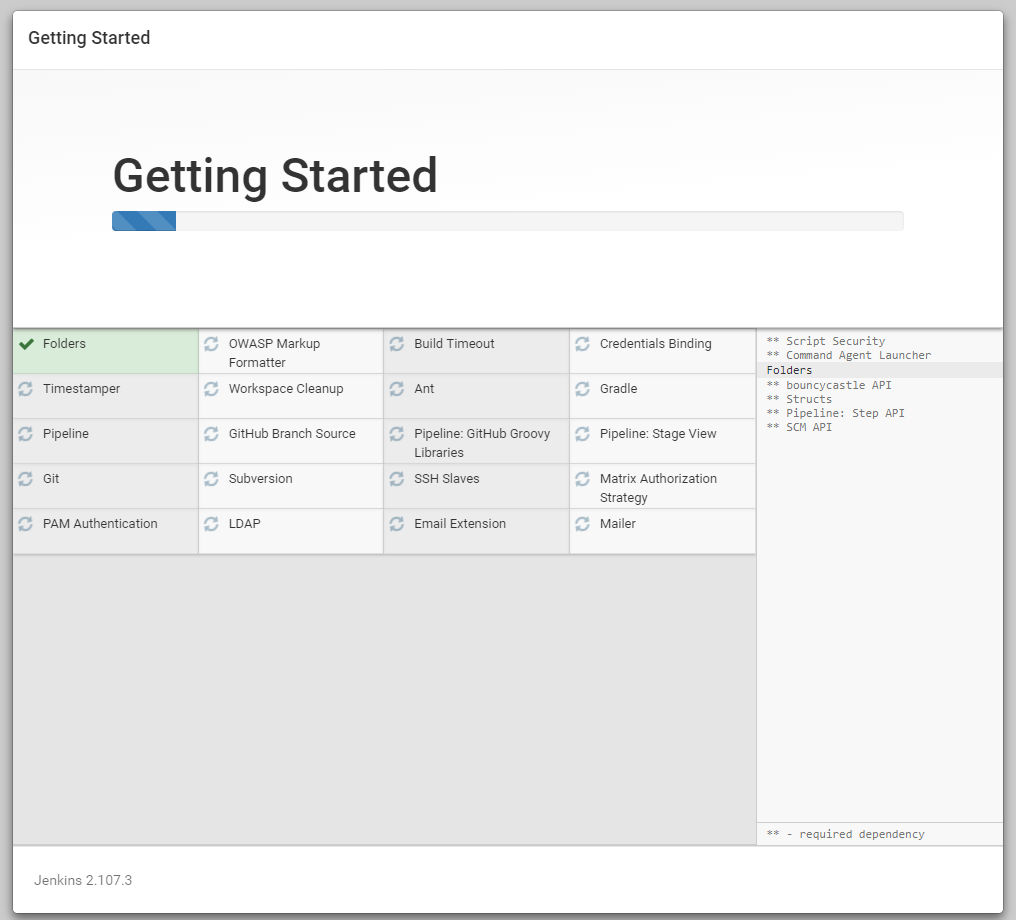 Getting Started
Getting Started
Folders
OWASP Markup
Formatter
Build Timeout
Credentials Binding
Timestamper
Workspace Cleanup
Ant
Gradle
Pipeline
GitHub Branch Source
Pipeline: GitHub Groovy
Libraries
Pipeline: Stage View
Git
Subversion
SSH Slaves
Matrix Authorization
Strategy
PAM Authentication
LDAP
Email Extension
Mailer
** Script Security
** Command Agent Launcher
Folders
** bouncycastle API
** Structs
** Pipeline: Step API
** SCM API
** - required dependency
Jenkins 2.107.3